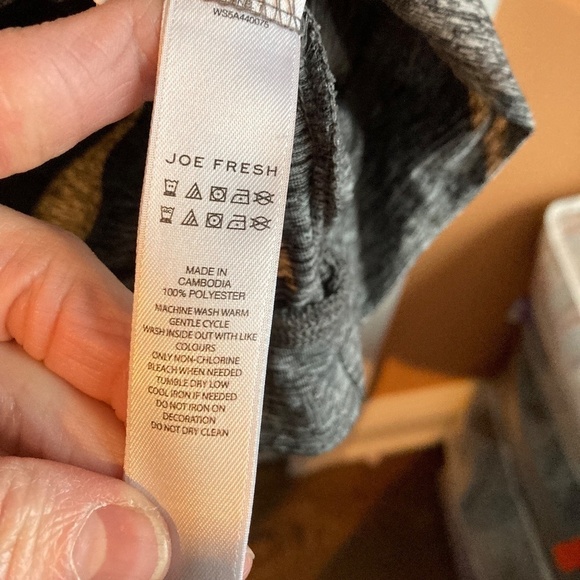 WS5A440075
JOE FRESH
MADE IN
CAMBODIA
100% POLYESTER
MACHINE WASH WARM
GENTLE CYCLE
WASH INSIDE OUT WITH LIKE
COLOURS
ONLY NON-CHLORINE
BLEACH WHEN NEEDED
TUMBLE DRY LOW
COOL IRON IF NEEDED
DO NOT IRON ON
DECORATION
DO NOT DRY CLEAN